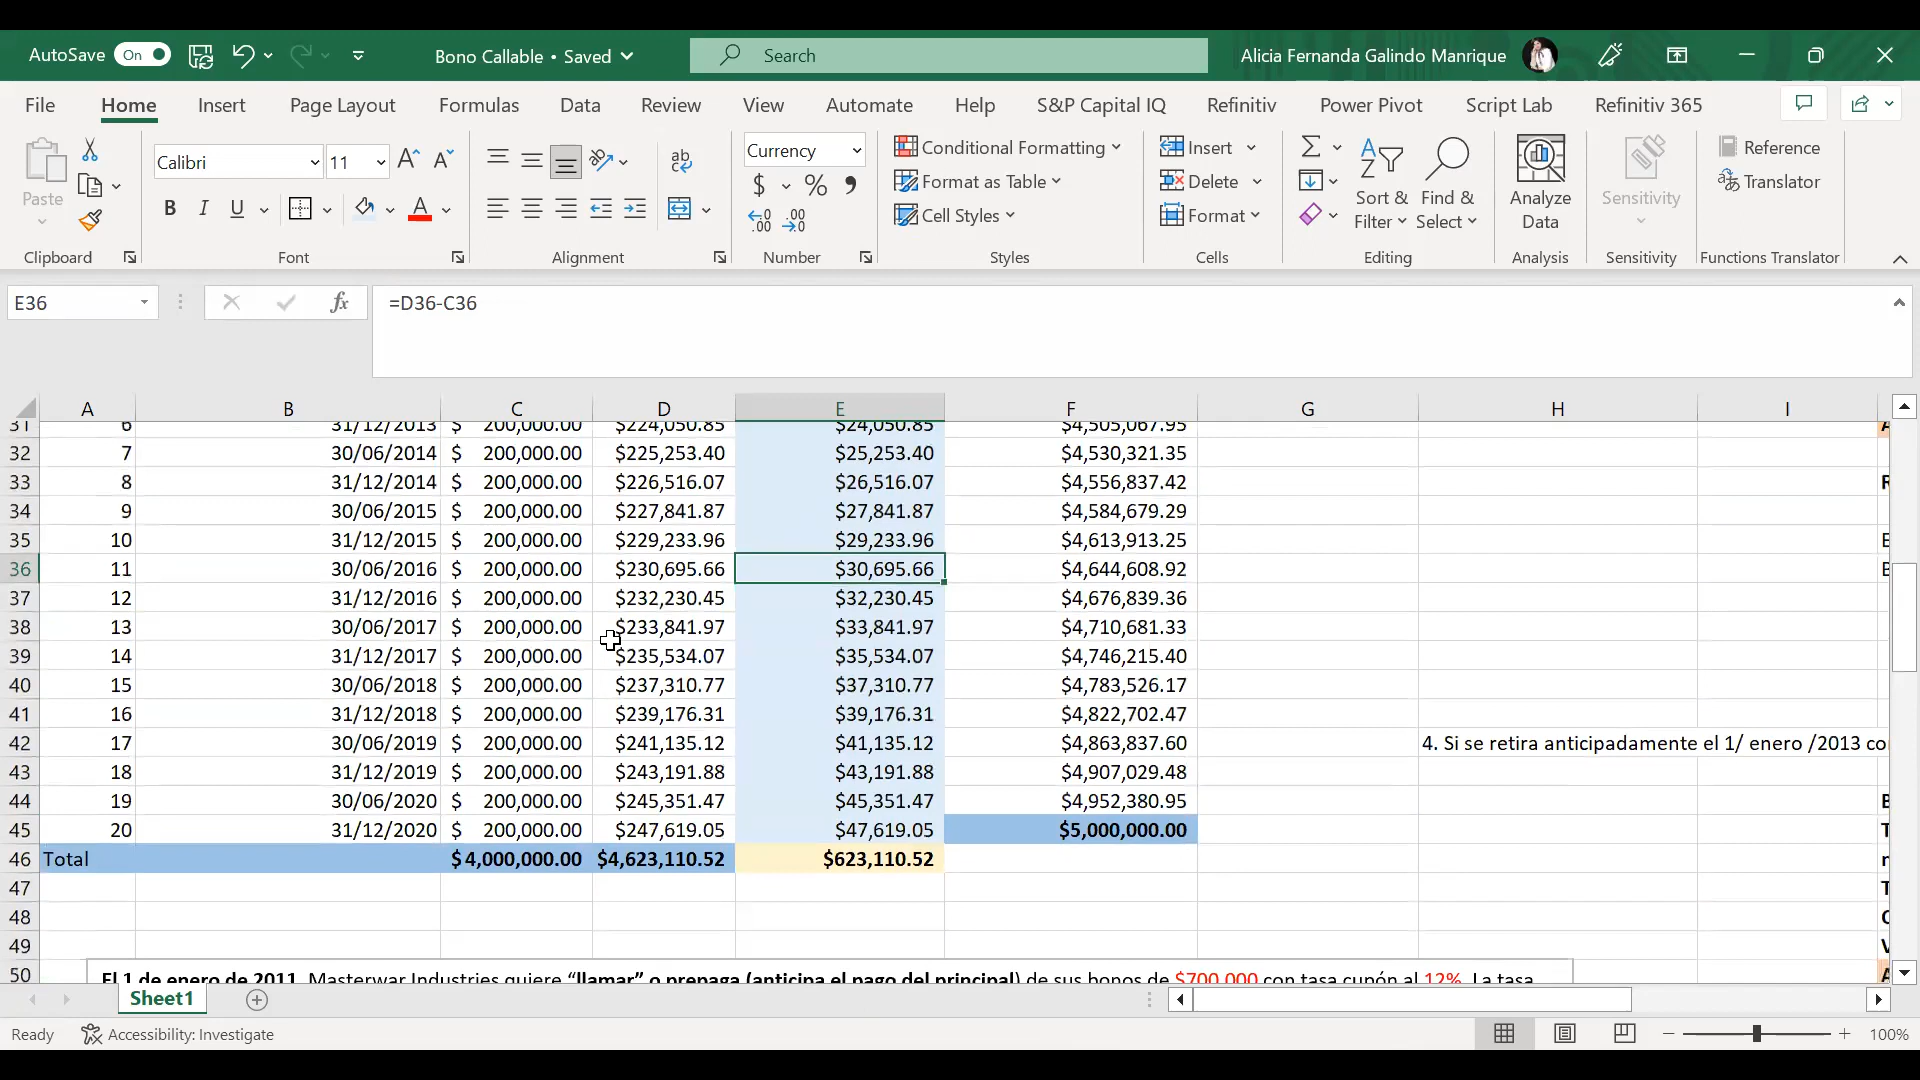 AutoSave On Bono Callable • Saved Search Alicia Fernanda Galindo Manrique
File Home Insert Page Layout Formulas Data Review View Automate Help S&P Capital IQ Refinitiv Power Pivot Script Lab Refinitiv 365
Paste
Calibri 11
B I U A
ab
Currency
$ % ,
Conditional Formatting
Format as Table
Cell Styles
Insert
Delete
Format
Sort & Filter
Find & Select
Analyze Data
Sensitivity
Reference
Translator
Clipboard Font Alignment Number Styles Cells Editing Analysis Sensitivity Functions Translator
E36 fx =D36-C36
A B C D E F G H I
31 6 31/12/2013 $ 200,000.00 $224,050.85 $24,050.85 $4,505,067.95
32 7 30/06/2014 $ 200,000.00 $225,253.40 $25,253.40 $4,530,321.35
33 8 31/12/2014 $ 200,000.00 $226,516.07 $26,516.07 $4,556,837.42
34 9 30/06/2015 $ 200,000.00 $227,841.87 $27,841.87 $4,584,679.29
35 10 31/12/2015 $ 200,000.00 $229,233.96 $29,233.96 $4,613,913.25
36 11 30/06/2016 $ 200,000.00 $230,695.66 $30,695.66 $4,644,608.92
37 12 31/12/2016 $ 200,000.00 $232,230.45 $32,230.45 $4,676,839.36
38 13 30/06/2017 $ 200,000.00 $233,841.97 $33,841.97 $4,710,681.33
39 14 31/12/2017 $ 200,000.00 $235,534.07 $35,534.07 $4,746,215.40
40 15 30/06/2018 $ 200,000.00 $237,310.77 $37,310.77 $4,783,526.17
41 16 31/12/2018 $ 200,000.00 $239,176.31 $39,176.31 $4,822,702.47
42 17 30/06/2019 $ 200,000.00 $241,135.12 $41,135.12 $4,863,837.60 4. Si se retira anticipadamente el 1/ enero /2013 co
43 18 31/12/2019 $ 200,000.00 $243,191.88 $43,191.88 $4,907,029.48
44 19 30/06/2020 $ 200,000.00 $245,351.47 $45,351.47 $4,952,380.95
45 20 31/12/2020 $ 200,000.00 $247,619.05 $47,619.05 $5,000,000.00
46 Total $ 4,000,000.00 $4,623,110.52 $623,110.52
47
48
49
50 El 1 de enero de 2011, Masterwar Industries quiere “llamar” o prepaga (anticipa el pago del principal) de sus bonos de $700,000 con tasa cupón al 12%. La tasa
Sheet1
Ready Accessibility: Investigate 100%